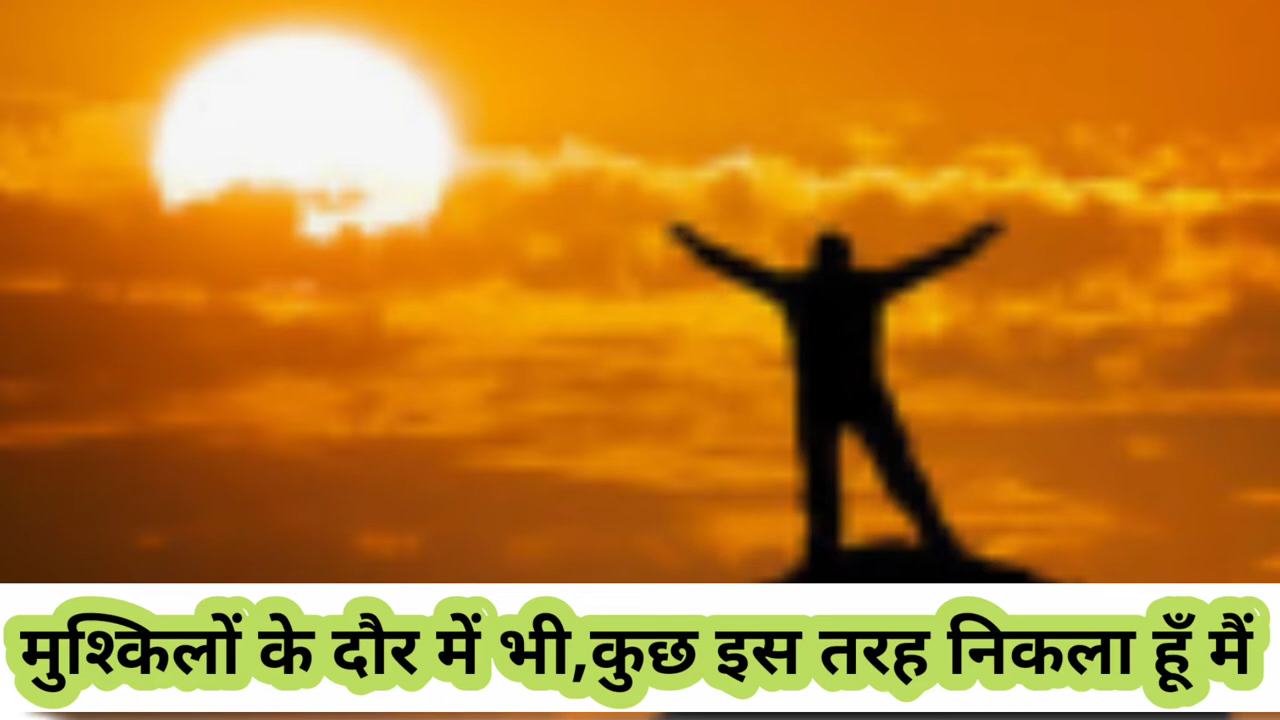 मुश्किलों के दौर में भी,कुछ इस तरह निकला हूँ मैं